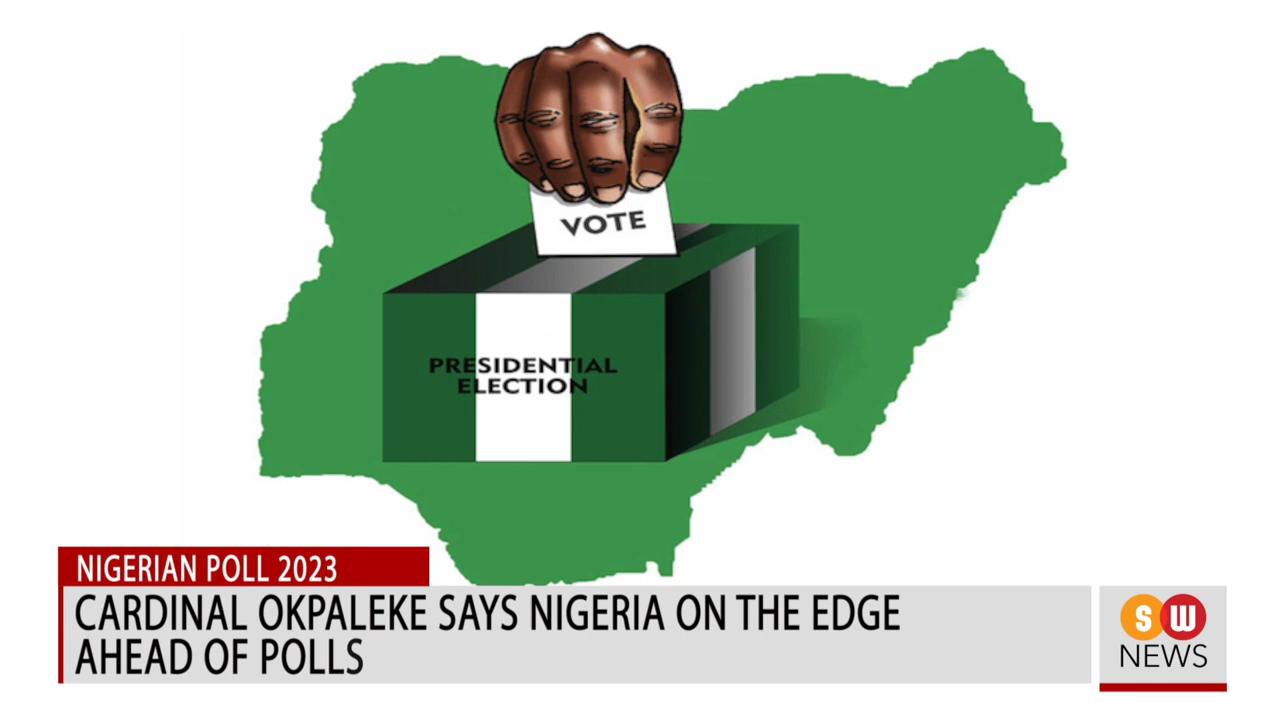 VOTE
PRESIDENTIAL
ELECTION
NIGERIAN POLL 2023
CARDINAL OKPALEKE SAYS NIGERIA ON THE EDGE
AHEAD OF POLLS
SW
NEWS